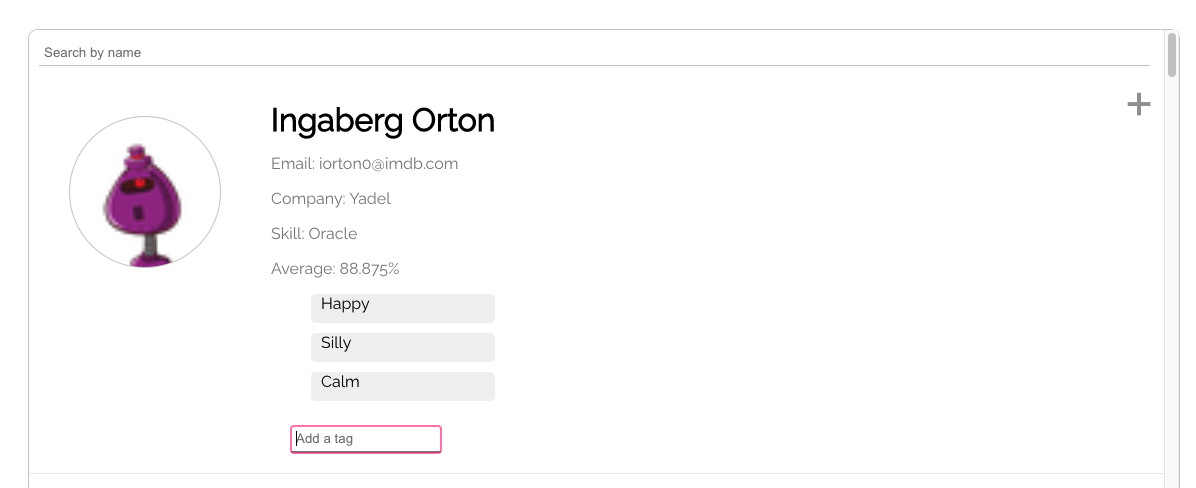 Search by name
Ingaberg Orton
Email: iorton0@imdb.com
Company: Yadel
Skill: Oracle
Average: 88.875%
Happy
Silly
Calm
Add a tag